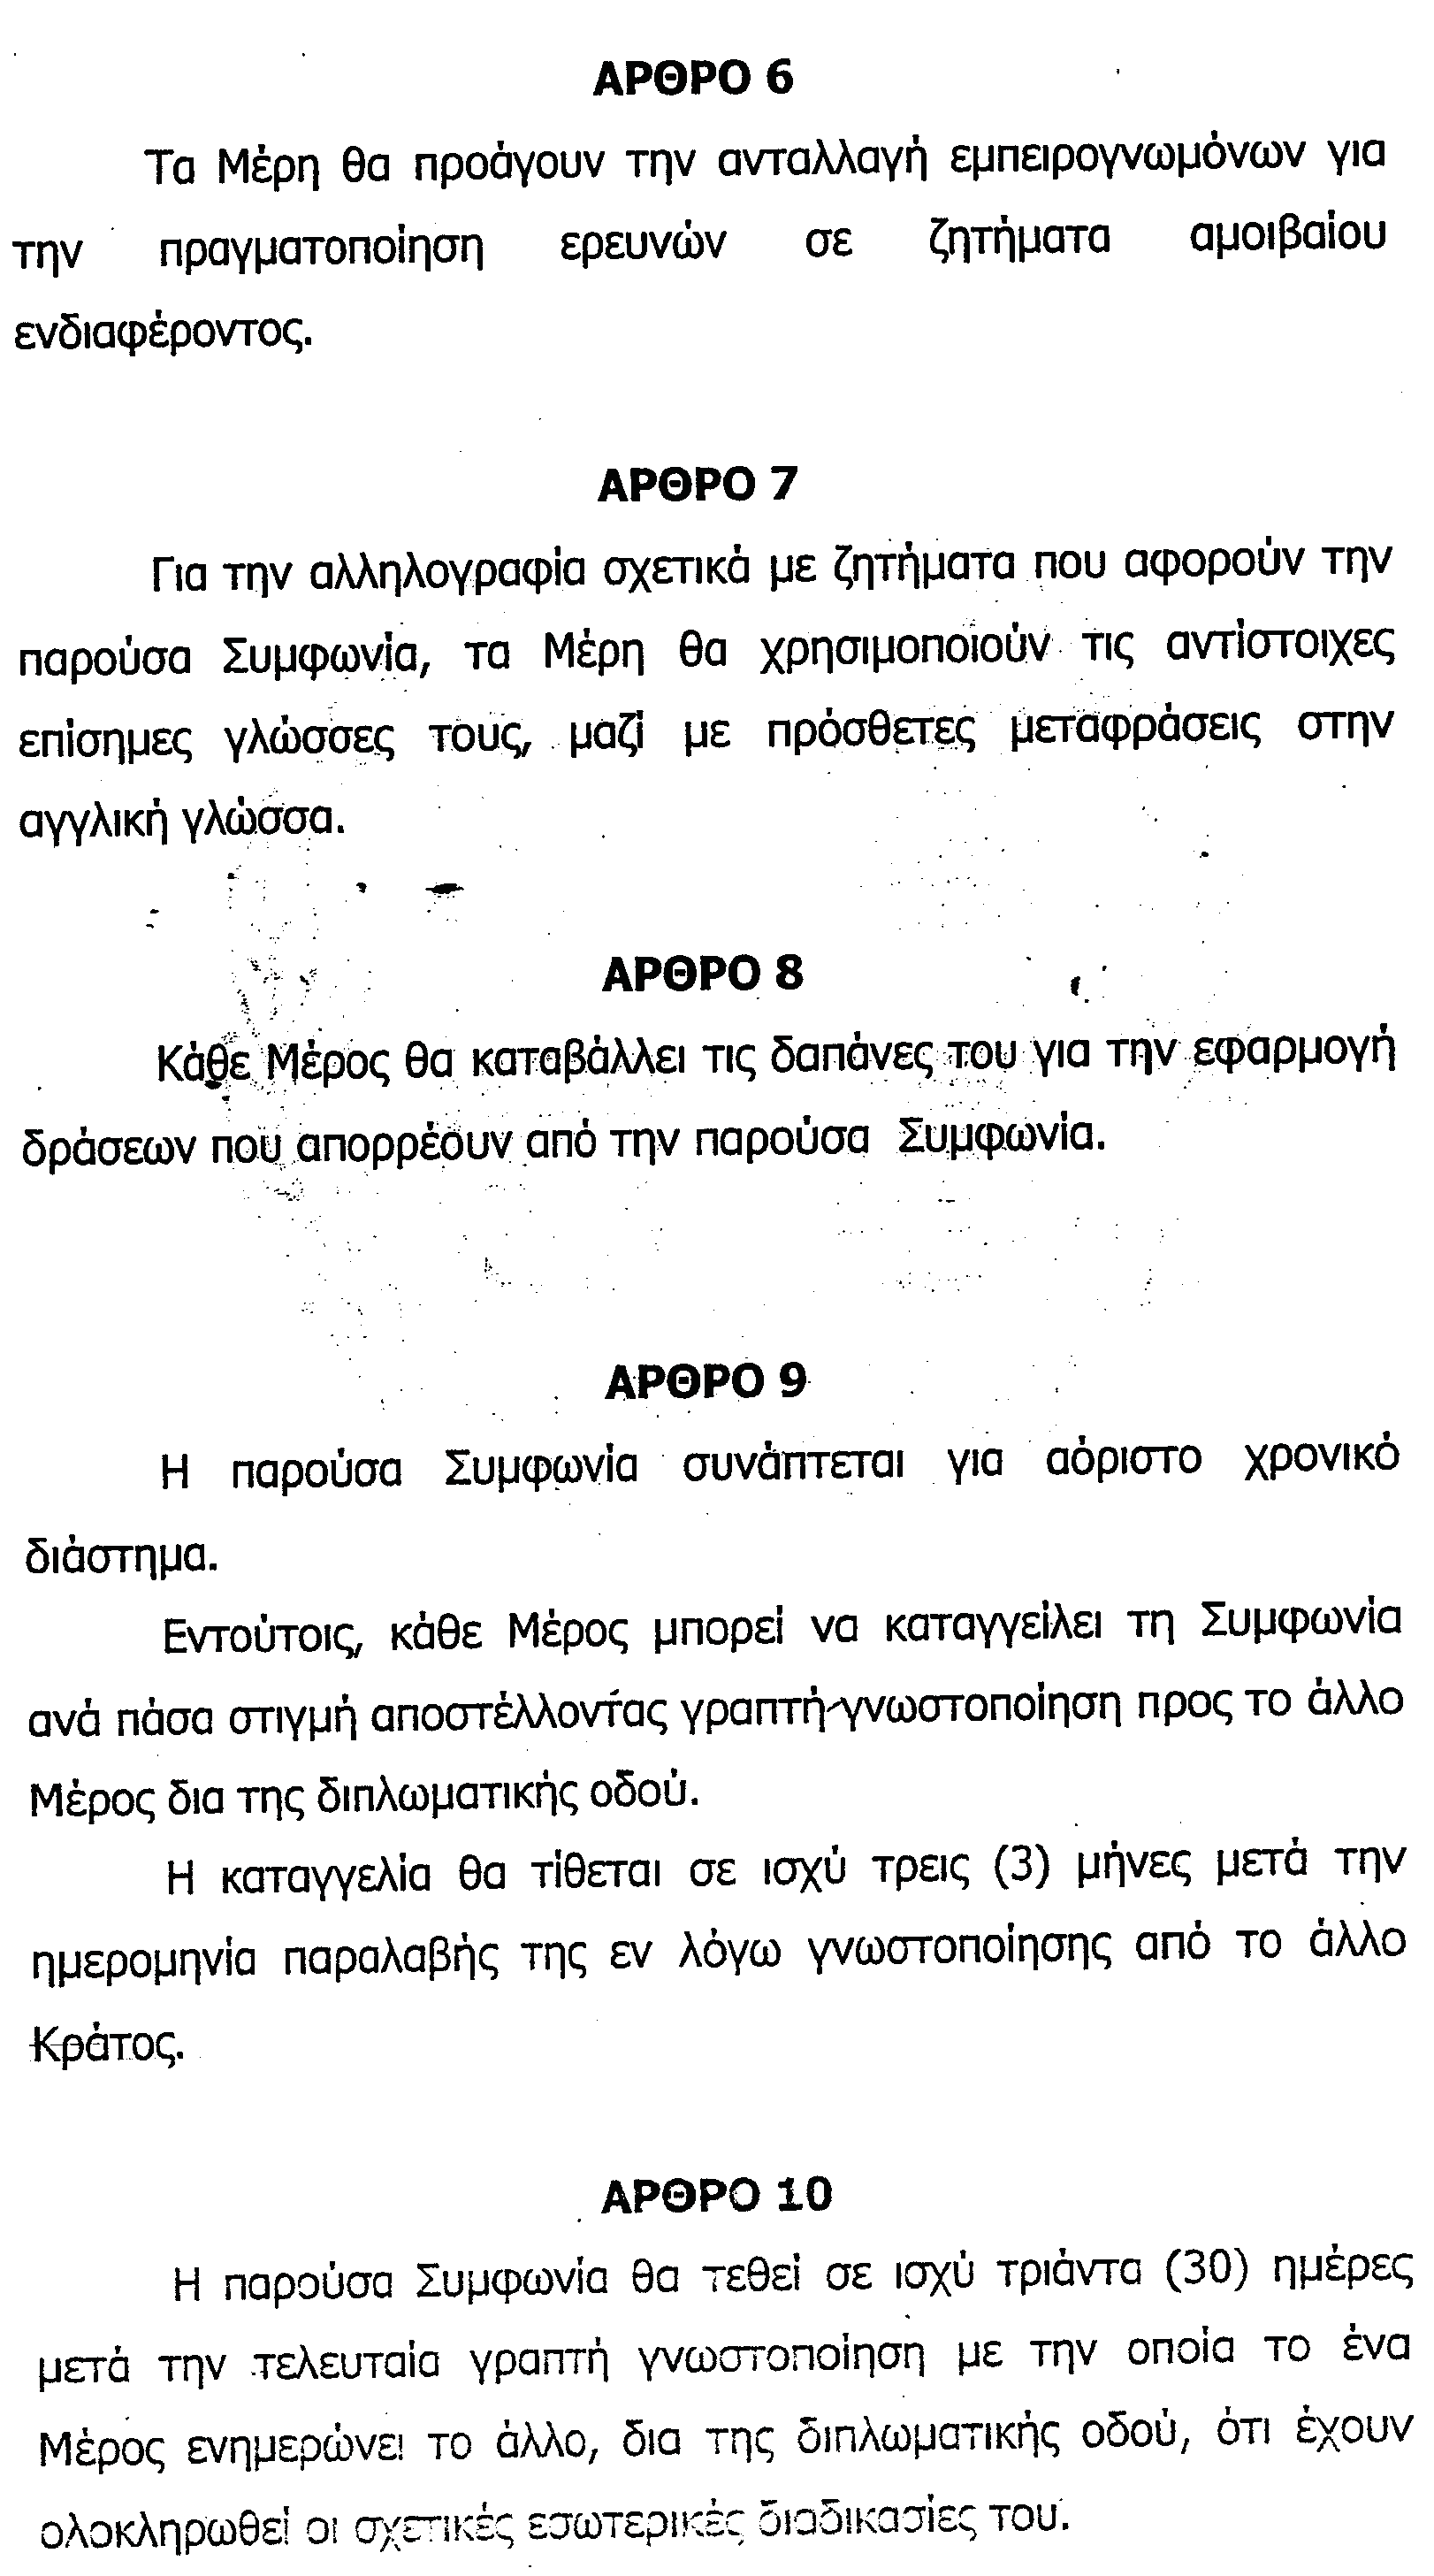 ΑΡΘΡΟ 6
Τα Μέρη θα προάγουν την ανταλλαγή εμπειρογνωμόνων για
την πραγματοποίηση ερευνών σε ζητήματα αμοιβαίου
ενδιαφέροντος.
ΑΡΘΡΟ 7
Για την αλληλογραφία σχετικά με ζητήματα που αφορούν την
παρούσα Συμφωνία, τα Μέρη θα χρησιμοποιούν τις αντίστοιχες
επίσημες γλώσσες τους, μαζί με πρόσθετες μεταφράσεις στην
αγγλική γλώσσα.
ΑΡΘΡΟ 8
Κάθε Μέρος θα καταβάλλει τις δαπάνες του για την εφαρμογή
δράσεων που απορρέουν από την παρούσα Συμφωνία.
ΑΡΘΡΟ 9
Η παρούσα Συμφωνία συνάπτεται για αόριστο χρονικό
διάστημα.
Εντούτοις, κάθε Μέρος μπορεί να καταγγείλει τη Συμφωνία
ανά πάσα στιγμή αποστέλλοντας γραπτή γνωστοποίηση προς το άλλο
Μέρος δια της διπλωματικής οδού.
Η καταγγελία θα τίθεται σε ισχύ τρεις (3) μήνες μετά την
ημερομηνία παραλαβής της εν λόγω γνωστοποίησης από το άλλο
Κράτος.
ΑΡΘΡΟ 10
Η παρούσα Συμφωνία θα τεθεί σε ισχύ τριάντα (30) ημέρες
μετά την τελευταία γραπτή γνωστοποίηση με την οποία το ένα
Μέρος ενημερώνει το άλλο, δια της διπλωματικής οδού, ότι έχουν
ολοκληρωθεί οι σχετικές εσωτερικές διαδικασίες του.